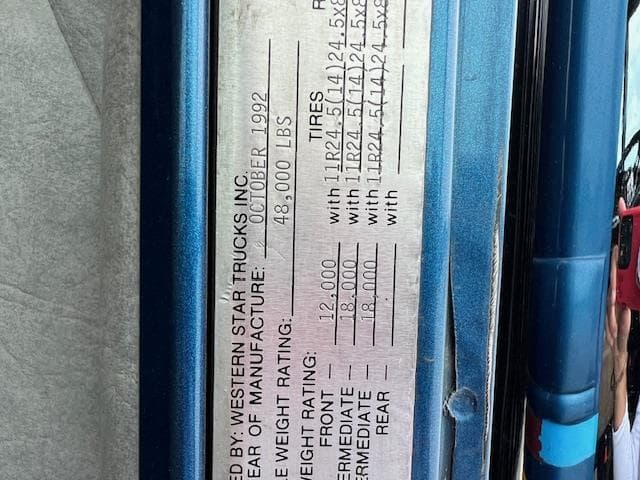 ED BY: WESTERN STAR TRUCKS INC.
EAR OF MANUFACTURE: OCTOBER 1992
E WEIGHT RATING: 48,000 LBS
WEIGHT RATING: TIRES R
FRONT — 12,000 with 11R24.5(14)24.5x8
ERMEDIATE — 18,000 with 11R24.5(14)24.5x8
ERMEDIATE — 18,000 with 11R24.5(14)24.5x8
REAR — with